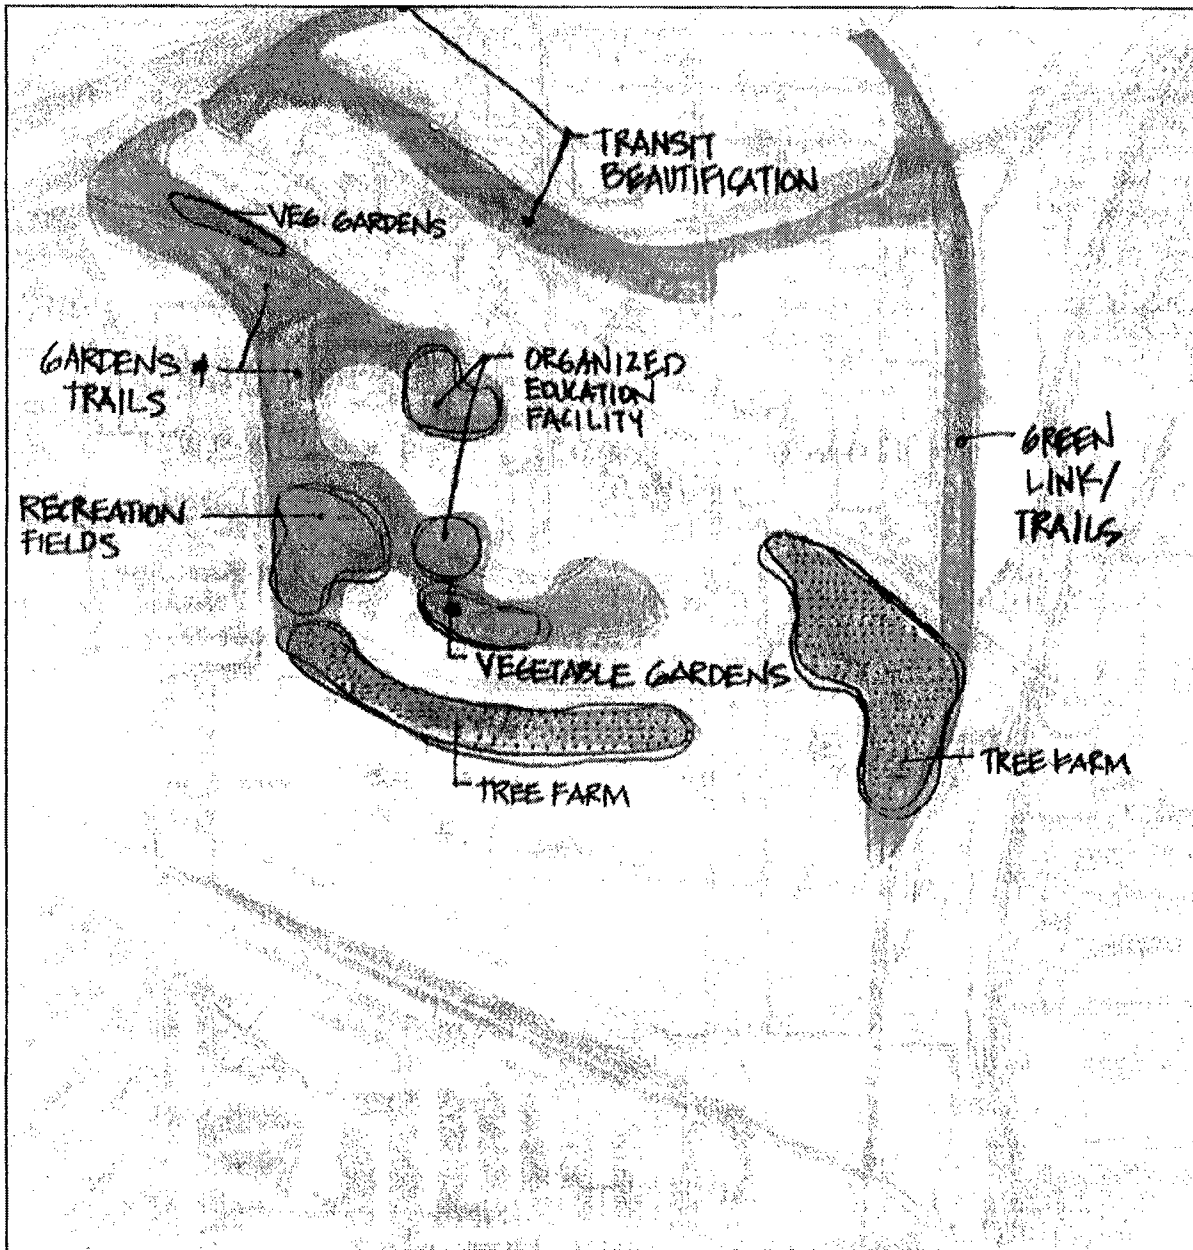 TRANSIT
BEAUTIFICATION
VEG. GARDENS
GARDENS &
TRAILS
ORGANIZED
EDUCATION
FACILITY
GREEN
LINK/
TRAILS
RECREATION
FIELDS
VEGETABLE GARDENS
TREE FARM
TREE FARM